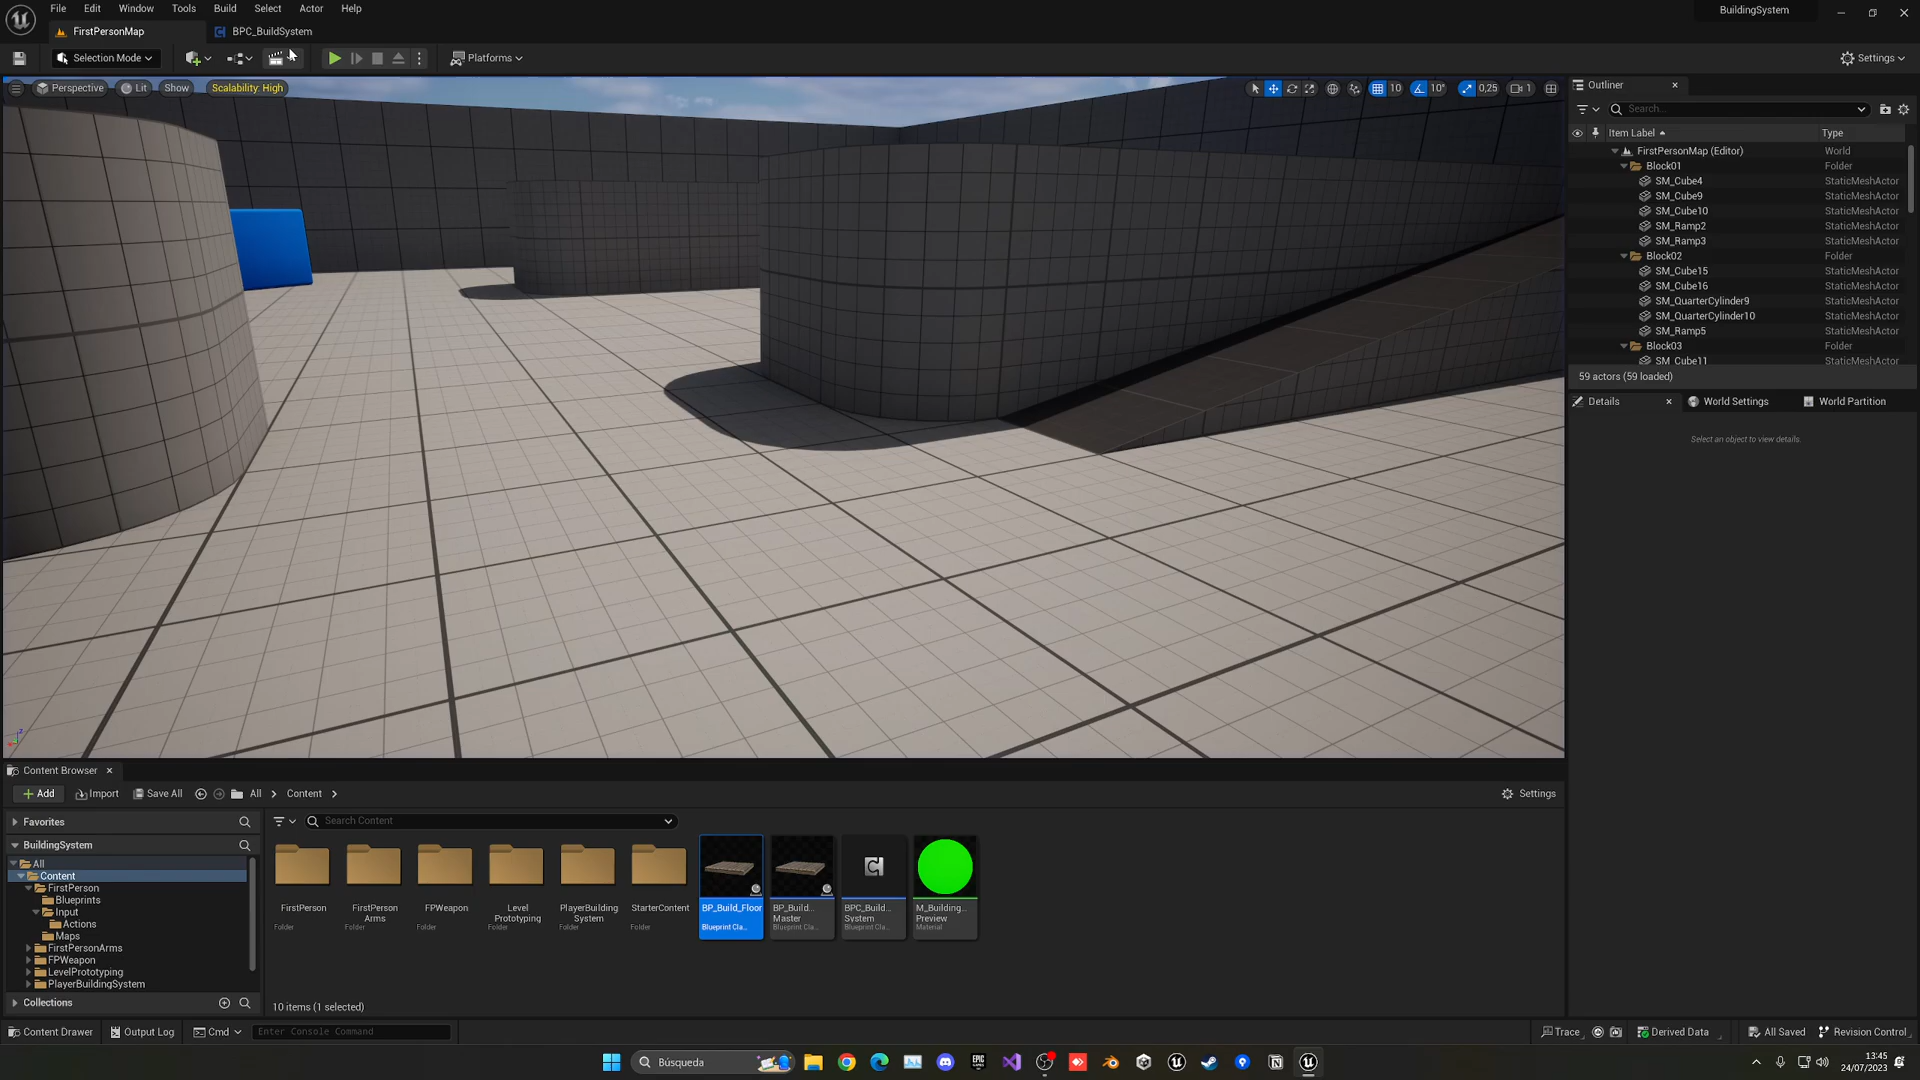 File Edit Window Tools Build Select Actor Help
BuildingSystem
FirstPersonMap
BPC_BuildSystem
Selection Mode
Platforms
Settings
Perspective
Lit
Show
Scalability: High
10
10°
0,25
1
Outliner
Search...
Item Label
Type
FirstPersonMap (Editor) World
Block01 Folder
SM_Cube4 StaticMeshActor
SM_Cube9 StaticMeshActor
SM_Cube10 StaticMeshActor
SM_Ramp2 StaticMeshActor
SM_Ramp3 StaticMeshActor
Block02 Folder
SM_Cube15 StaticMeshActor
SM_Cube16 StaticMeshActor
SM_QuarterCylinder9 StaticMeshActor
SM_QuarterCylinder10 StaticMeshActor
SM_Ramp5 StaticMeshActor
Block03 Folder
SM_Cube11 StaticMeshActor
59 actors (59 loaded)
Details
World Settings
World Partition
Select an object to view details.
Content Browser
Add
Import
Save All
All
Content
Settings
Favorites
BuildingSystem
All
Content
FirstPerson
Blueprints
Input
Actions
Maps
FirstPersonArms
FPWeapon
LevelPrototyping
PlayerBuildingSystem
Collections
Search Content
FirstPerson
Folder
FirstPerson
Arms
Folder
FPWeapon
Folder
Level
Prototyping
Folder
PlayerBuilding
System
Folder
StarterContent
Folder
BP_Build_Floor
Blueprint Cla...
BP_Build...
Master
Blueprint Cla...
BPC_Build...
System
Blueprint Cla...
M_Building...
Preview
Material
10 items (1 selected)
Content Drawer
Output Log
Cmd
Enter Console Command
Trace
Derived Data
All Saved
Revision Control
Búsqueda
EPIC
GAMES
13:45
24/07/2023